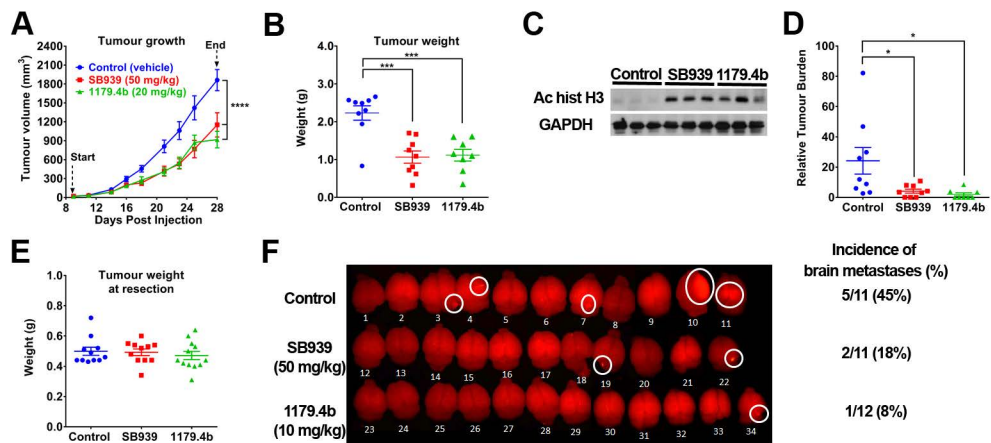 A
Tumour growth
End
Tumour volume (mm3)
2400
2100
1800
1500
1200
900
600
300
0
Control (vehicle)
SB939 (50 mg/kg)
1179.4b (20 mg/kg)
****
Start
8 12 16 20 24 28
Days Post Injection
B
Tumour weight
***
***
Weight (g)
4.0
3.0
2.0
1.0
0.0
Control SB939 1179.4b
C
Control SB939 1179.4b
Ac hist H3
GAPDH
D
*
*
Relative Tumour Burden
100
80
60
40
20
0
Control SB939 1179.4b
E
Tumour weight
at resection
Weight (g)
1.0
0.8
0.6
0.4
0.2
0.0
Control SB939 1179.4b
F
Incidence of
brain metastases (%)
Control
1 2 3 4 5 6 7 8 9 10 11
5/11 (45%)
SB939
(50 mg/kg)
12 13 14 15 16 17 18 19 20 21 22
2/11 (18%)
1179.4b
(10 mg/kg)
23 24 25 26 27 28 29 30 31 32 33 34
1/12 (8%)